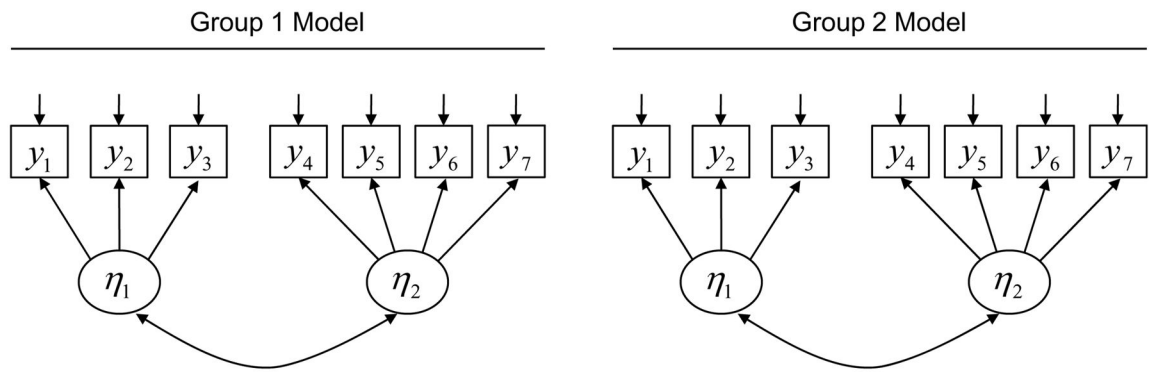 Group 1 Model
y₁ y₂ y₃ y₄ y₅ y₆ y₇
η₁ η₂
Group 2 Model
y₁ y₂ y₃ y₄ y₅ y₆ y₇
η₁ η₂